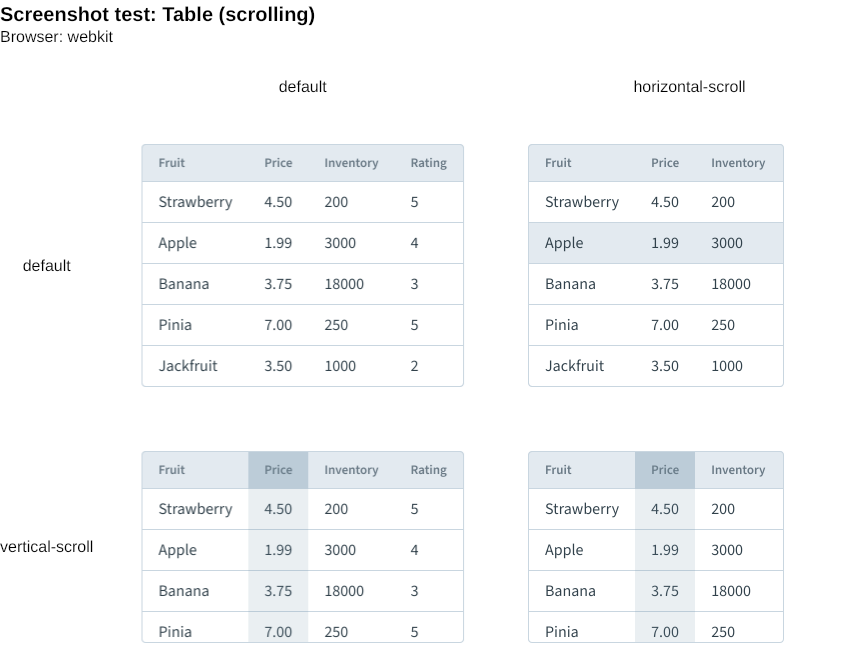 Screenshot test: Table (scrolling)
Browser: webkit
default horizontal-scroll
default
Fruit Price Inventory Rating
Strawberry 4.50 200 5
Apple 1.99 3000 4
Banana 3.75 18000 3
Pinia 7.00 250 5
Jackfruit 3.50 1000 2
Fruit Price Inventory
Strawberry 4.50 200
Apple 1.99 3000
Banana 3.75 18000
Pinia 7.00 250
Jackfruit 3.50 1000
vertical-scroll
Fruit Price Inventory Rating
Strawberry 4.50 200 5
Apple 1.99 3000 4
Banana 3.75 18000 3
Pinia 7.00 250 5
Fruit Price Inventory
Strawberry 4.50 200
Apple 1.99 3000
Banana 3.75 18000
Pinia 7.00 250